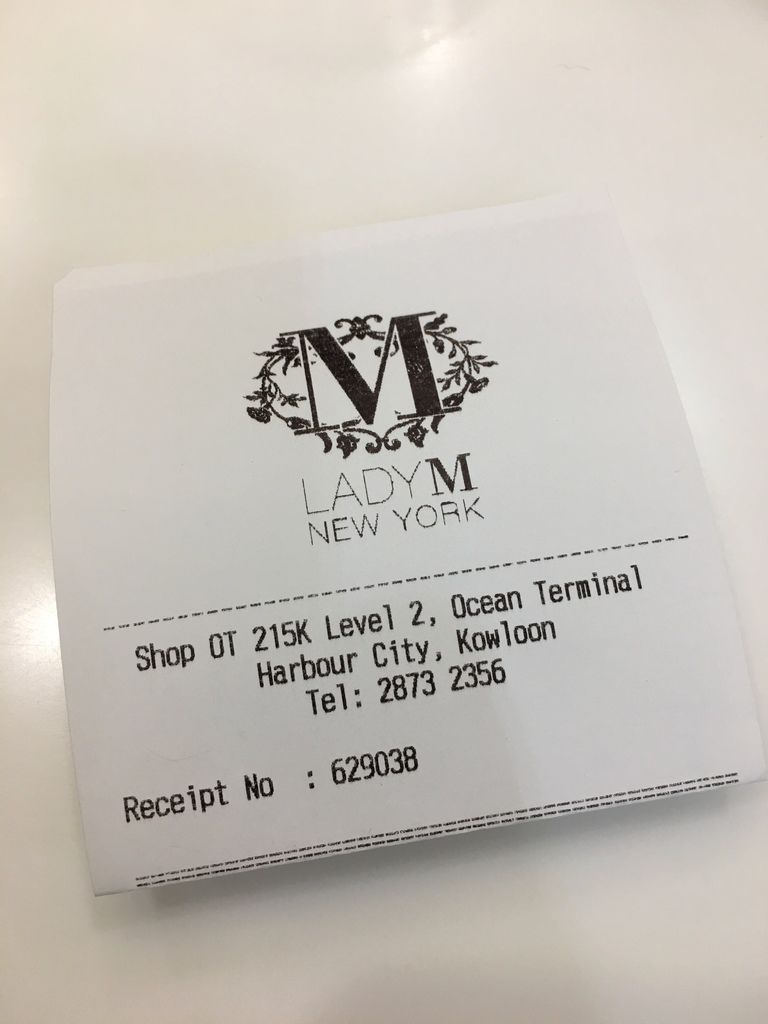 M
LADY M
NEW YORK
Shop OT 215K Level 2, Ocean Terminal
Harbour City, Kowloon
Tel: 2873 2356
Receipt No : 629038